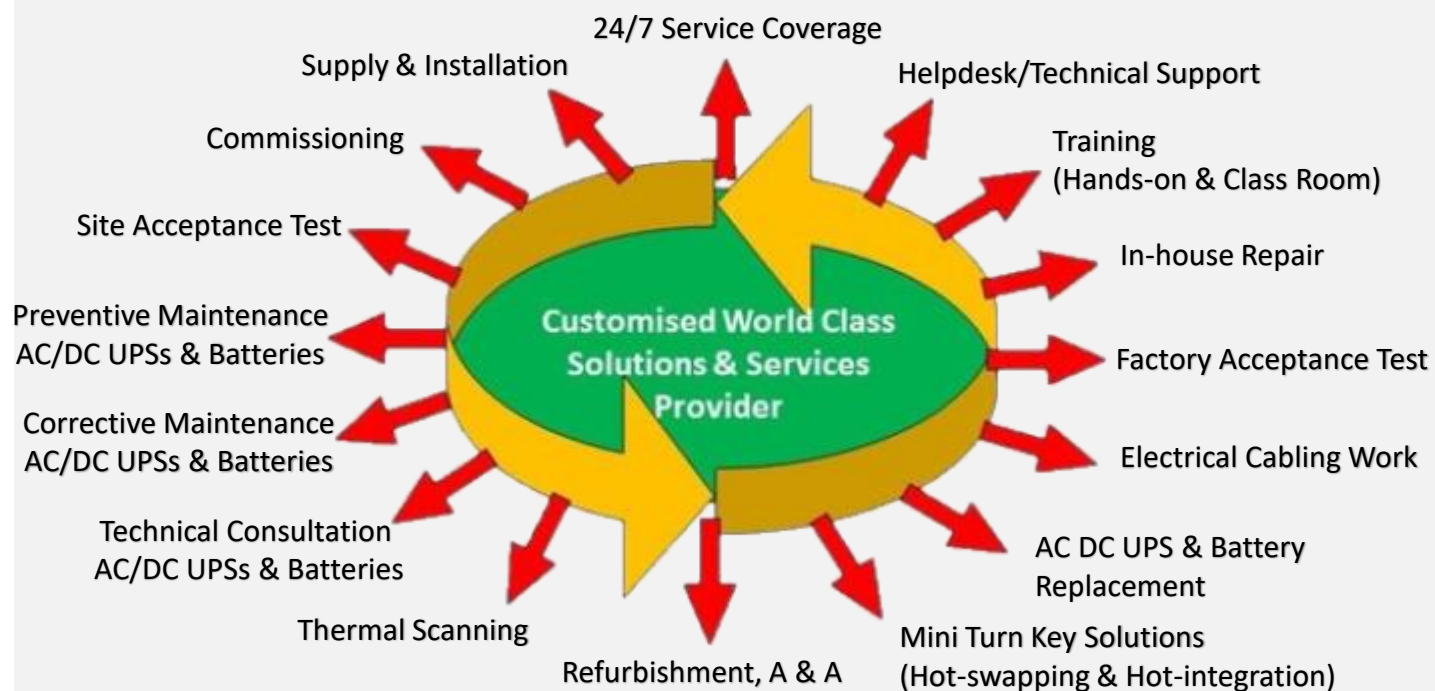 24/7 Service Coverage
Supply & Installation
Helpdesk/Technical Support
Commissioning
Training
(Hands-on & Class Room)
Site Acceptance Test
In-house Repair
Preventive Maintenance
AC/DC UPSs & Batteries
Customised World Class
Solutions & Services
Provider
Factory Acceptance Test
Corrective Maintenance
AC/DC UPSs & Batteries
Electrical Cabling Work
Technical Consultation
AC/DC UPSs & Batteries
AC DC UPS & Battery
Replacement
Thermal Scanning
Mini Turn Key Solutions
(Hot-swapping & Hot-integration)
Refurbishment, A & A